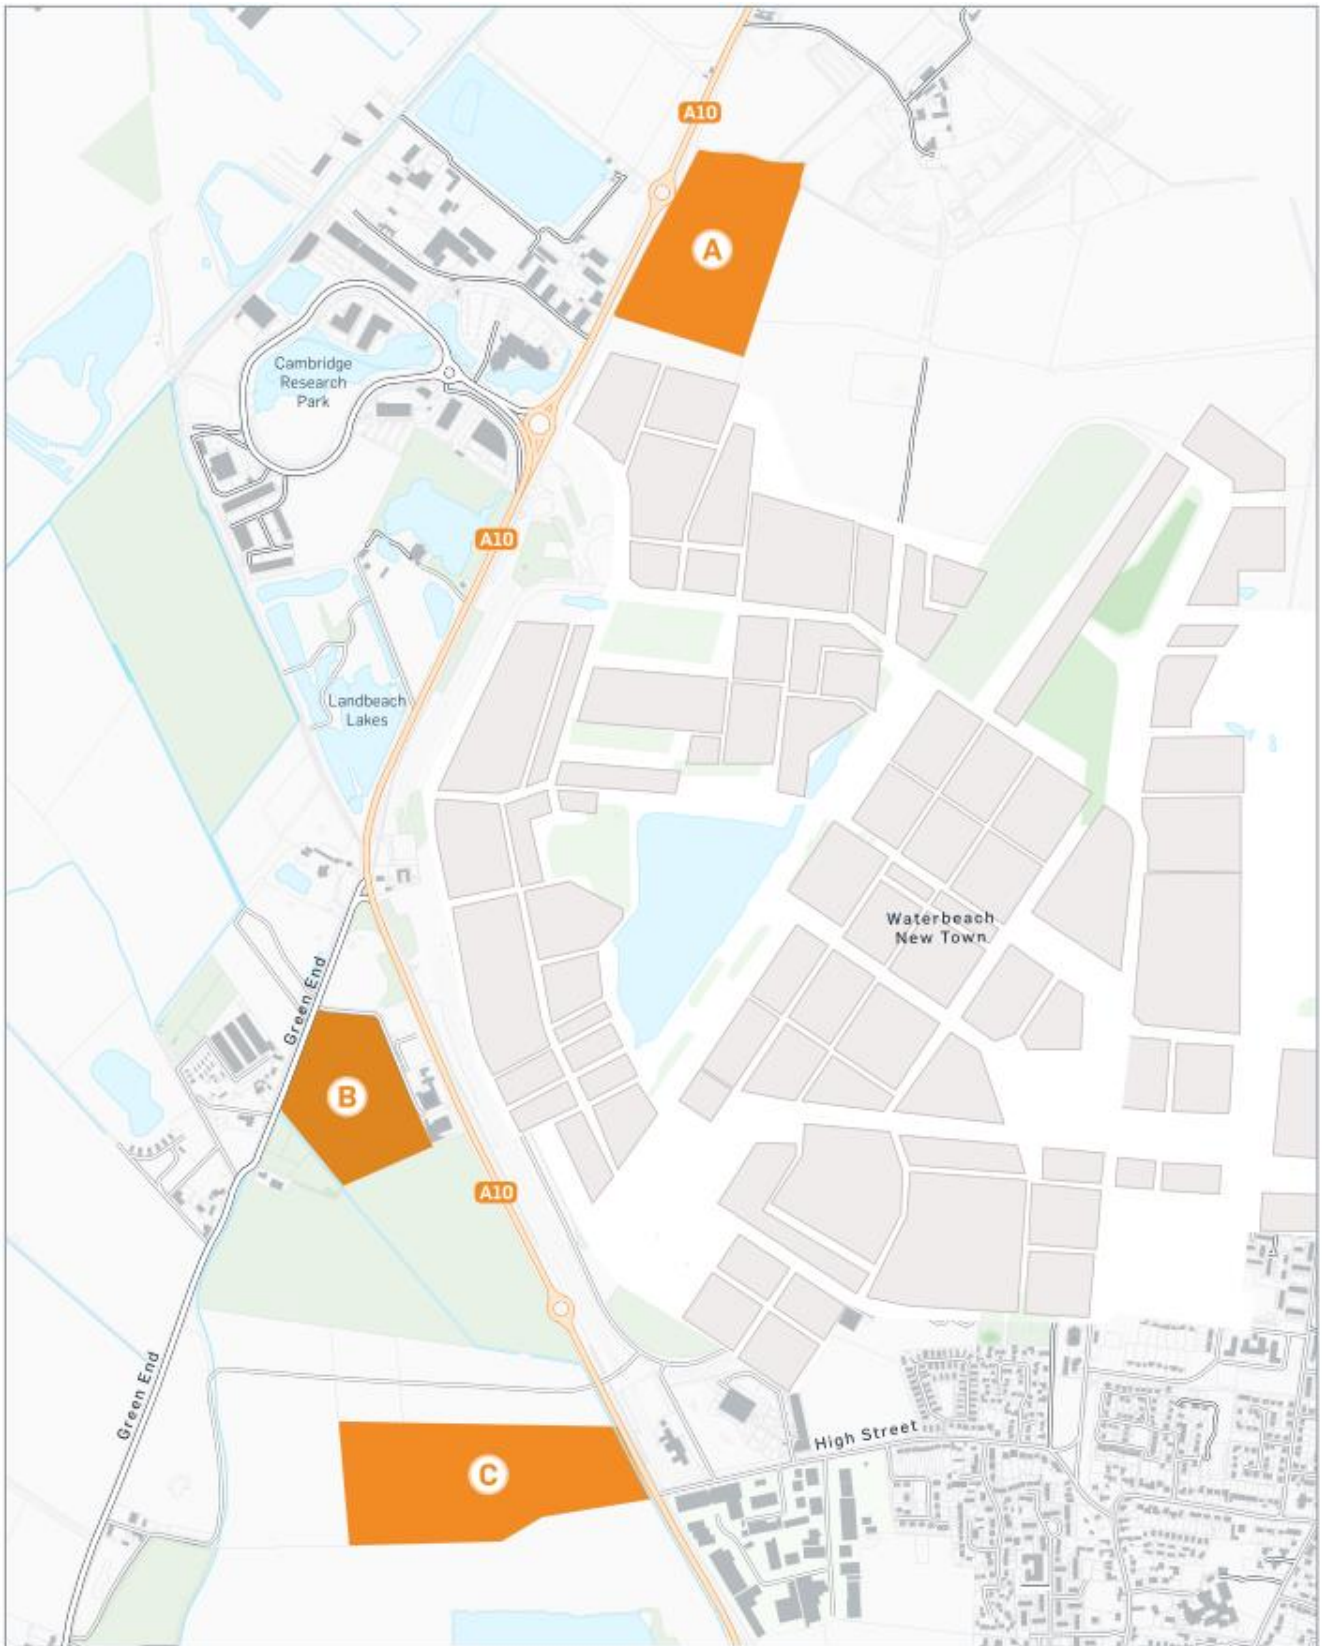 A10
A
Cambridge
Research
Park
A10
Landbeach
Lakes
Waterbeach
New Town
Green End
B
A10
Green End
High Street
C